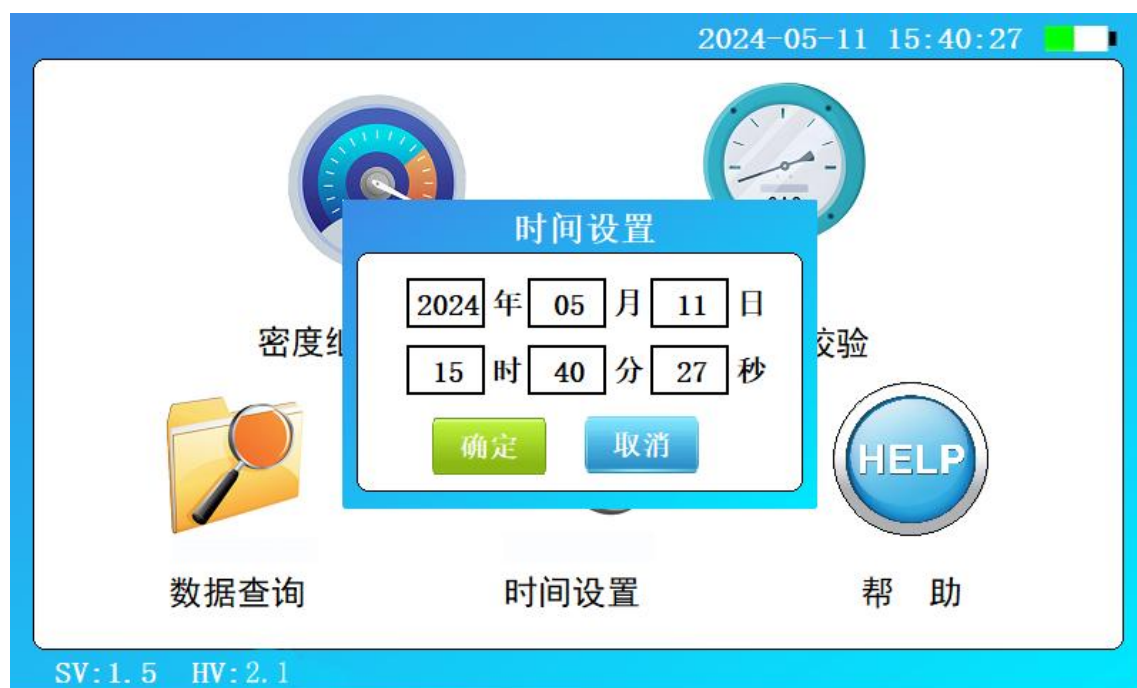 2024-05-11 15:40:27
时间设置
2024 年 05 月 11 日
15 时 40 分 27 秒
确定 取消
密度
校验
HELP
数据查询 时间设置 帮 助
SV:1.5 HV:2.1